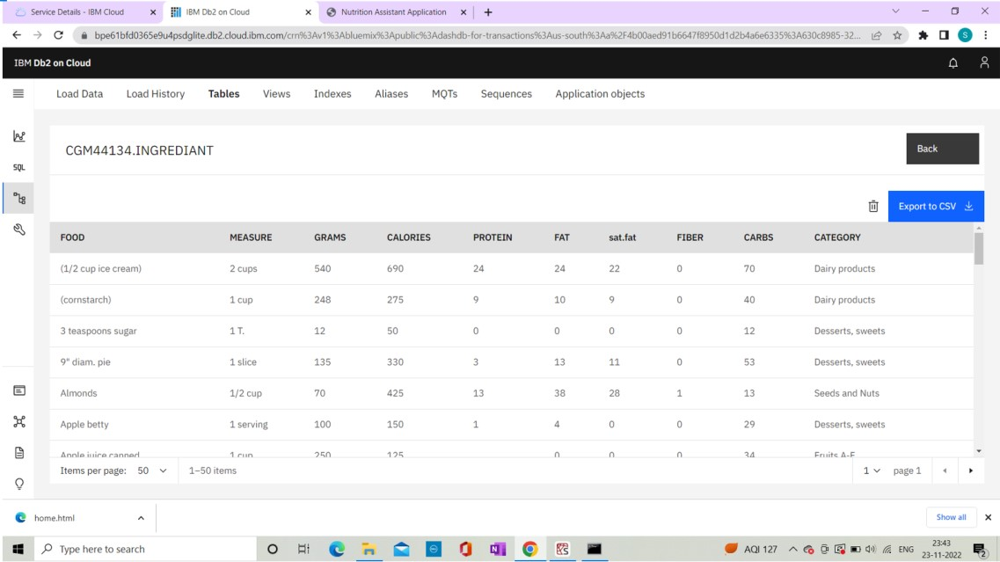 Service Details - IBM Cloud
IBM Db2 on Cloud
Nutrition Assistant Application
bpe61bfd0365e9u4psdglite.db2.cloud.ibm.com/crn%3Av1%3Abluemix%3Apublic%3Adashdb-for-transactions%3Aus-south%3Aa%2F4b00aed91b6647f8950d1d2b4a6e6335%3A630c8985-32...
S
IBM Db2 on Cloud
Load Data Load History Tables Views Indexes Aliases MQTs Sequences Application objects
CGM44134.INGREDIANT
Back
SQL
Export to CSV
FOOD MEASURE GRAMS CALORIES PROTEIN FAT sat.fat FIBER CARBS CATEGORY
(1/2 cup ice cream) 2 cups 540 690 24 24 22 0 70 Dairy products
(cornstarch) 1 cup 248 275 9 10 9 0 40 Dairy products
3 teaspoons sugar 1 T. 12 50 0 0 0 0 12 Desserts, sweets
9" diam. pie 1 slice 135 330 3 13 11 0 53 Desserts, sweets
Almonds 1/2 cup 70 425 13 38 28 1 13 Seeds and Nuts
Apple betty 1 serving 100 150 1 4 0 0 29 Desserts, sweets
Apple juice canned 1 cup 250 125 0 0 0 34 Fruits A-F
Items per page: 50 1–50 items 1 page 1
home.html
Show all
Type here to search
AQI 127
ENG
23:43
23-11-2022
2